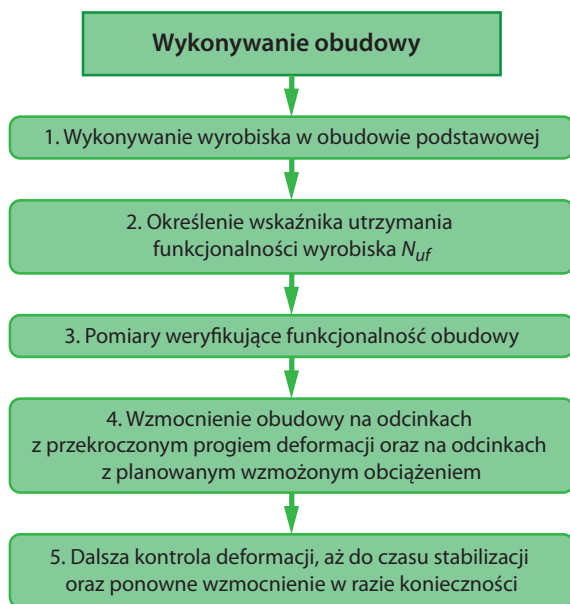 Wykonywanie obudowy
1. Wykonywanie wyrobiska w obudowie podstawowej
2. Określenie wskaźnika utrzymania
funkcjonalności wyrobiska N_uf
3. Pomiary weryfikujące funkcjonalność obudowy
4. Wzmocnienie obudowy na odcinkach
z przekroczonym progiem deformacji oraz na odcinkach
z planowanym wzmożonym obciążeniem
5. Dalsza kontrola deformacji, aż do czasu stabilizacji
oraz ponowne wzmocnienie w razie konieczności